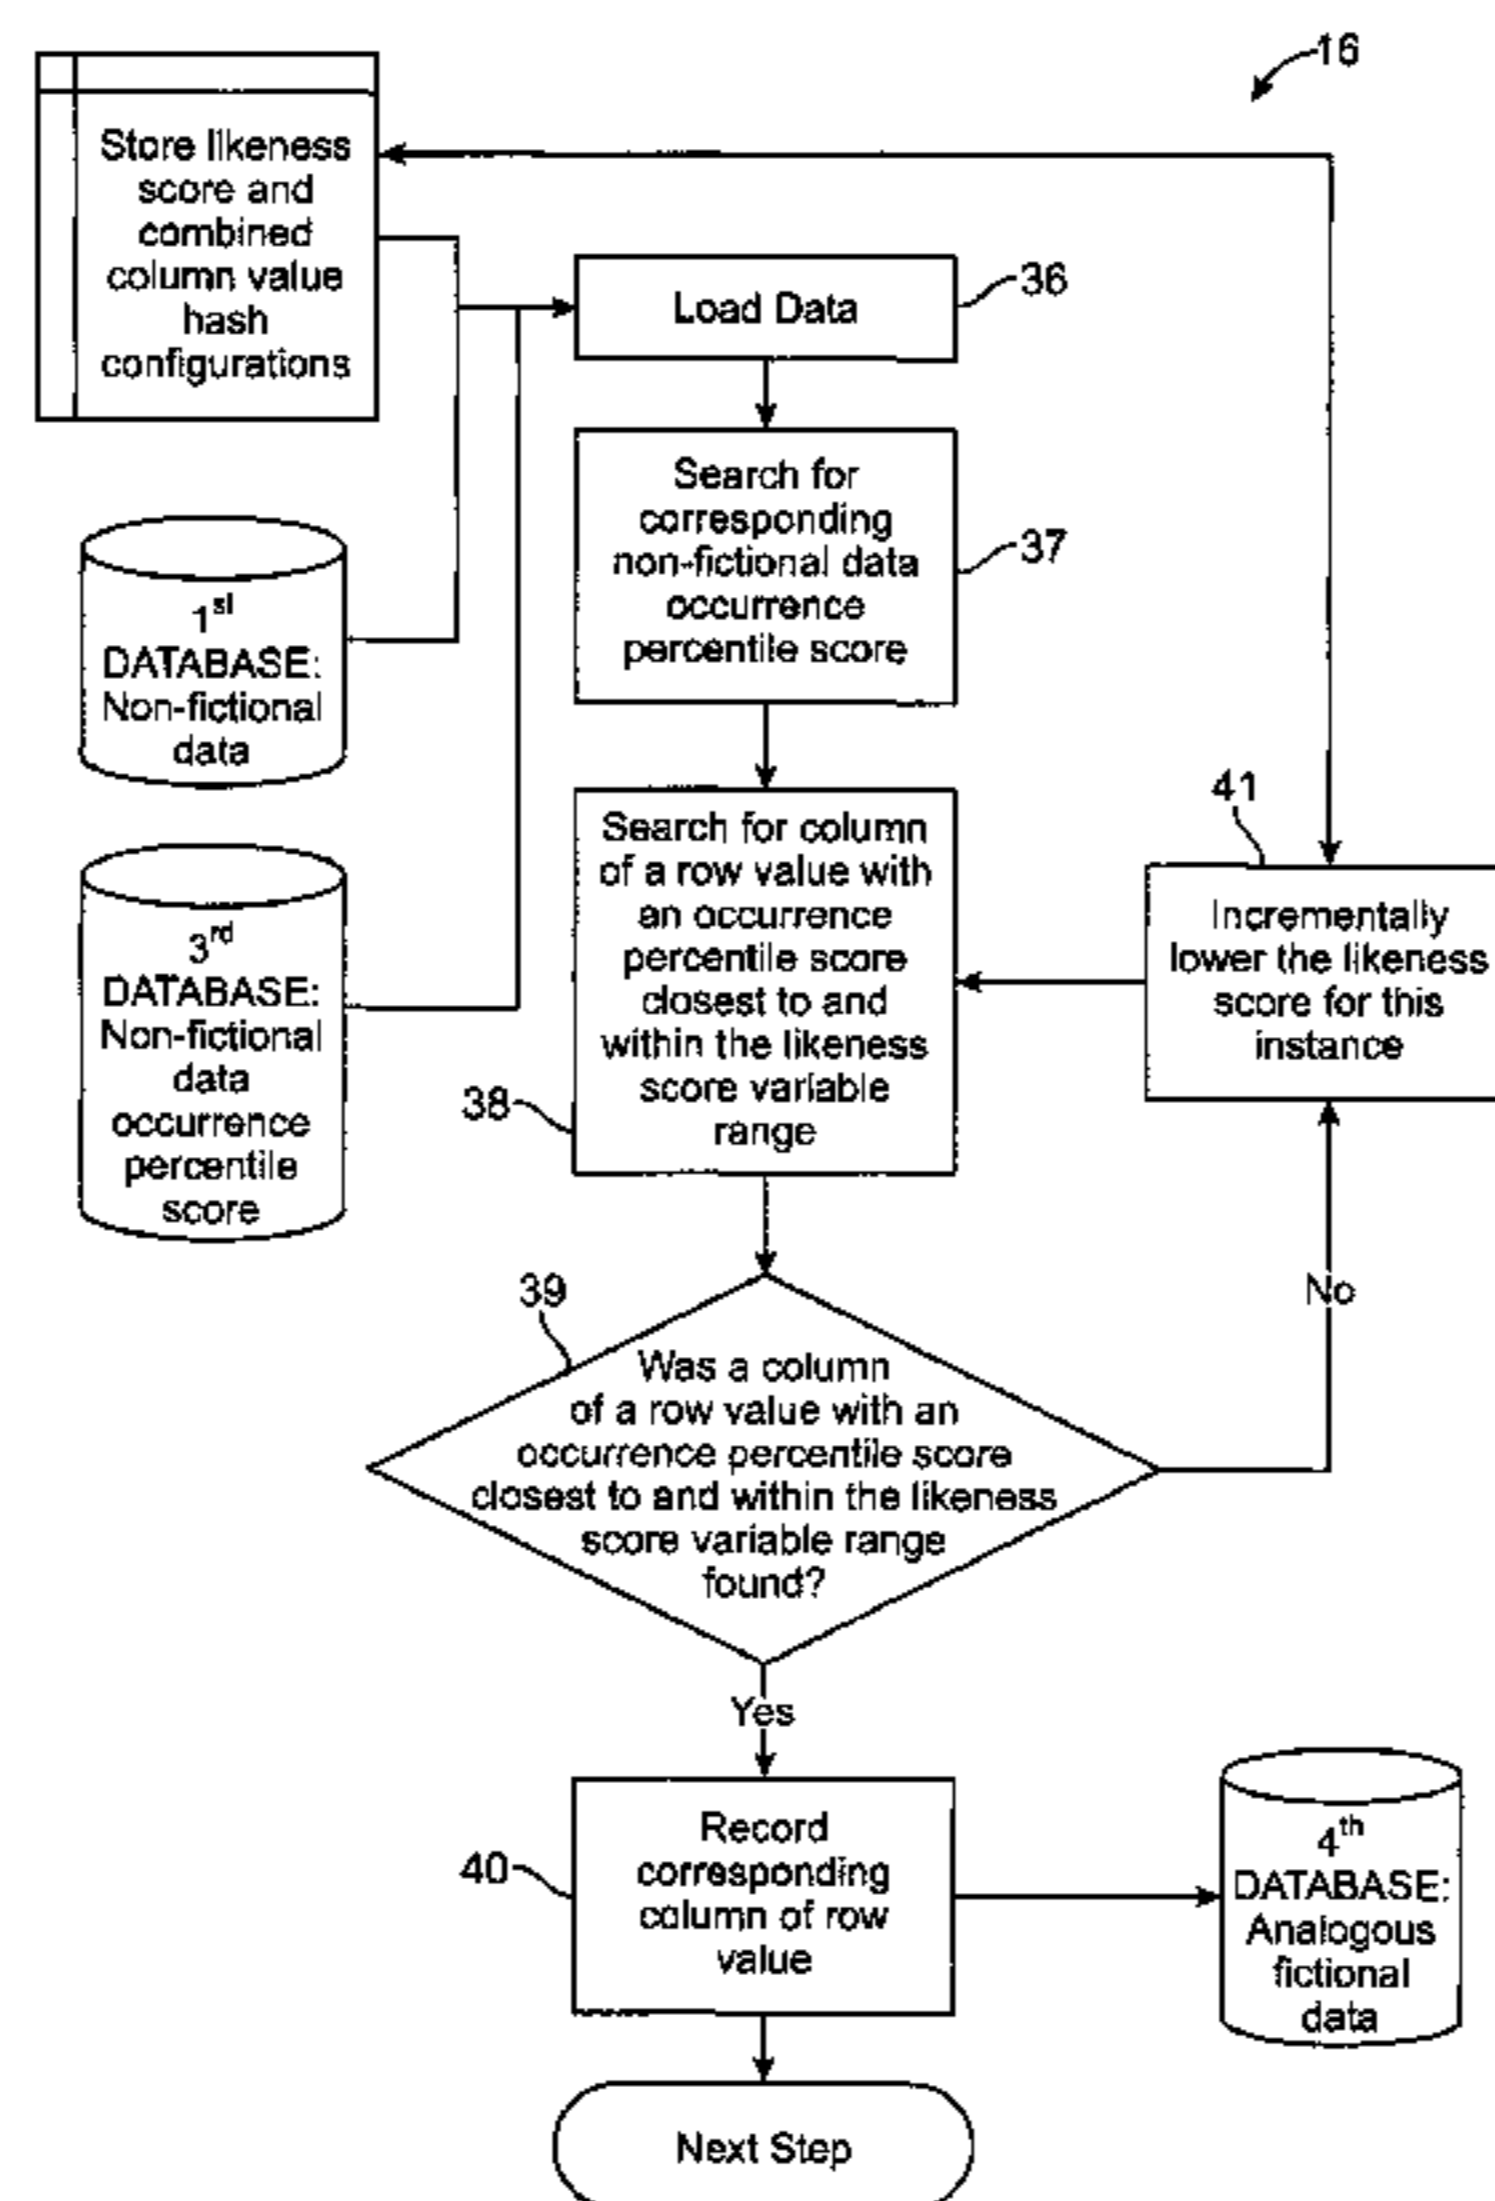 16
Store likeness
score and
combined
column value
hash
configurations
Load Data
36
Search for
corresponding
non-fictional data
occurrence
percentile score
37
1st
DATABASE:
Non-fictional
data
Search for column
of a row value with
an occurrence
percentile score
closest to and
within the likeness
score variable
range
38
41
Incrementally
lower the likeness
score for this
instance
3rd
DATABASE:
Non-fictional
data
occurrence
percentile
score
39
Was a column
of a row value with an
occurrence percentile score
closest to and within the likeness
score variable range
found?
No
Yes
Record
corresponding
column of row
value
40
4th
DATABASE:
Analogous
fictional
data
Next Step